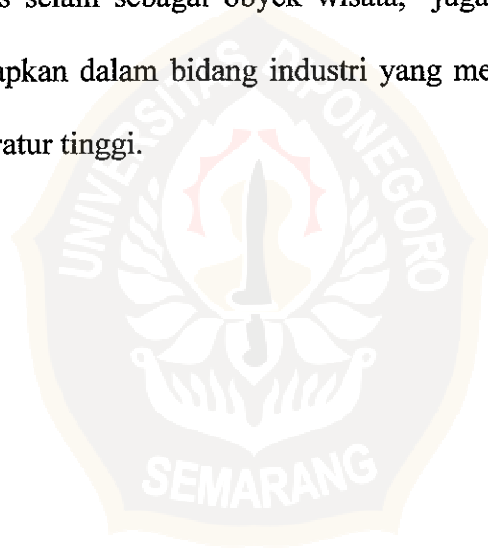 s selain sebagai obyek wisata, juga
apkan dalam bidang industri yang me
ratur tinggi.
UNIVERSITAS DIPONEGORO
SEMARANG